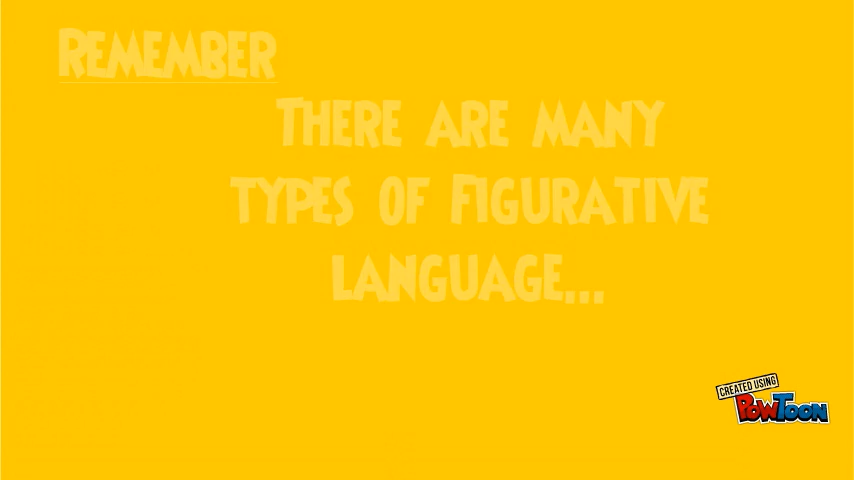 Remember
There are many
types of figurative
language...
CREATED USING
PowToon